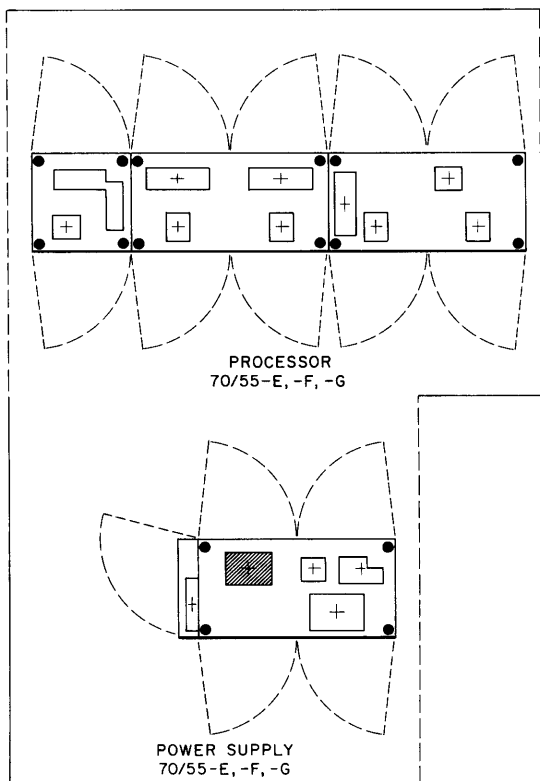 PROCESSOR
70/55-E, -F, -G
POWER SUPPLY
70/55-E, -F, -G